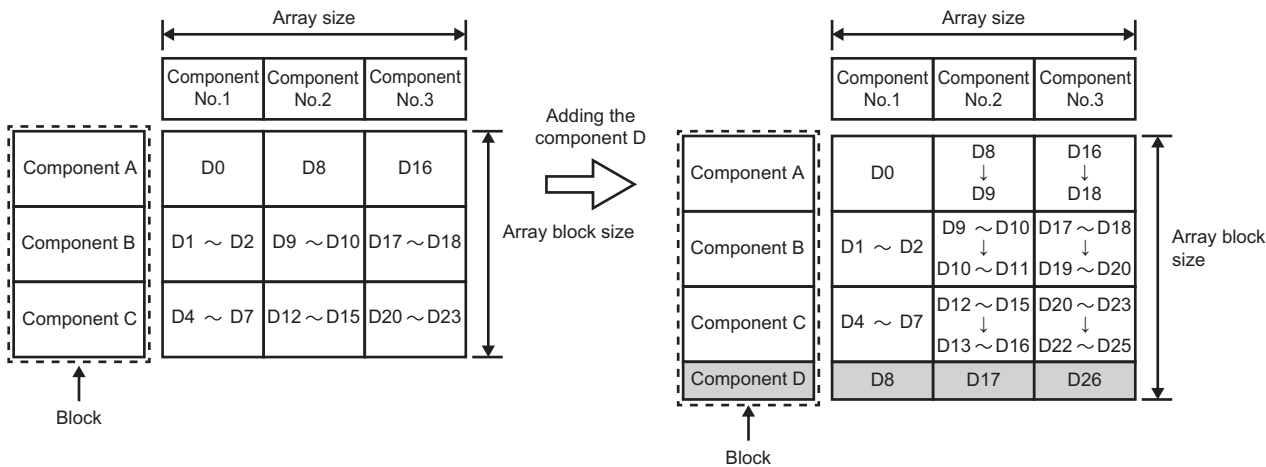 Array size
Component No.1
Component No.2
Component No.3
Component A
D0
D8
D16
Component B
D1 ～ D2
D9 ～D10
D17～D18
Component C
D4 ～ D7
D12～D15
D20～D23
Array block size
Block
Adding the
component D
Array size
Component No.1
Component No.2
Component No.3
Component A
D0
D8
↓
D9
D16
↓
D18
Component B
D1 ～ D2
D9 ～D10
↓
D10～D11
D17～D18
↓
D19～D20
Component C
D4 ～ D7
D12～D15
↓
D13～D16
D20～D23
↓
D22～D25
Component D
D8
D17
D26
Array block
size
Block